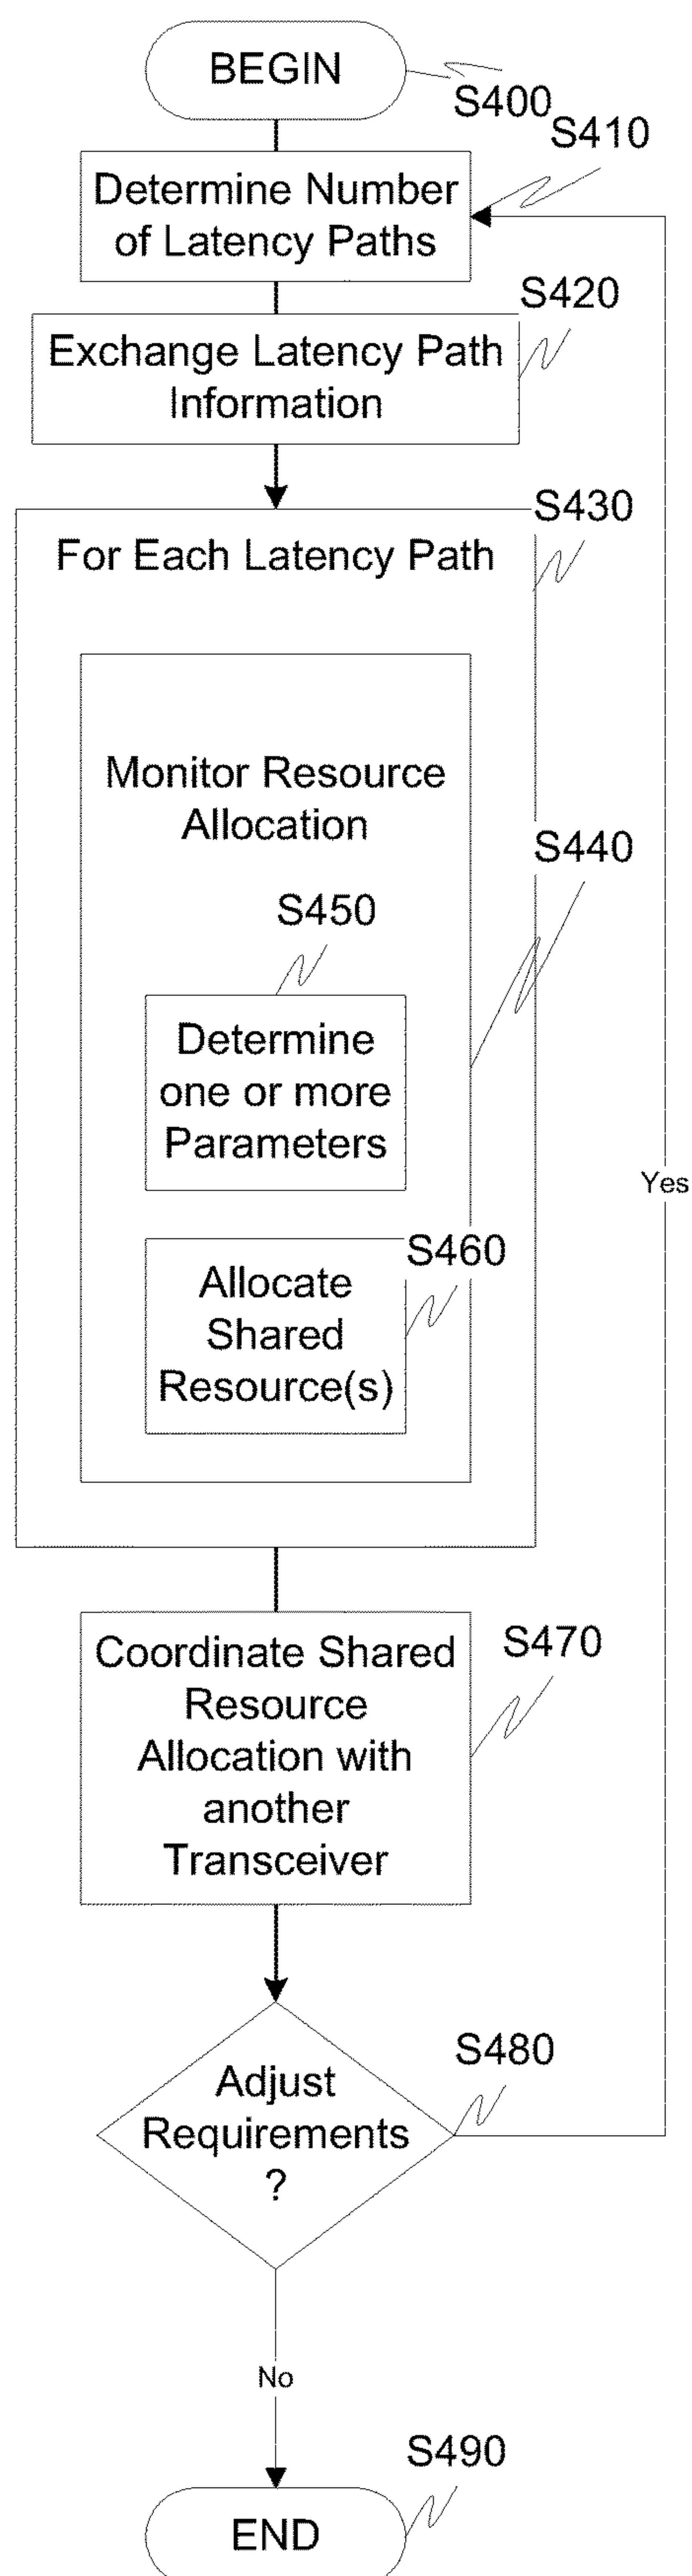 BEGIN
S400
S410
Determine Number
of Latency Paths
S420
Exchange Latency Path
Information
S430
For Each Latency Path
Monitor Resource
Allocation
S440
S450
Determine
one or more
Parameters
Yes
S460
Allocate
Shared
Resource(s)
Coordinate Shared
Resource
Allocation with
another
Transceiver
S470
S480
Adjust
Requirements
?
No
S490
END